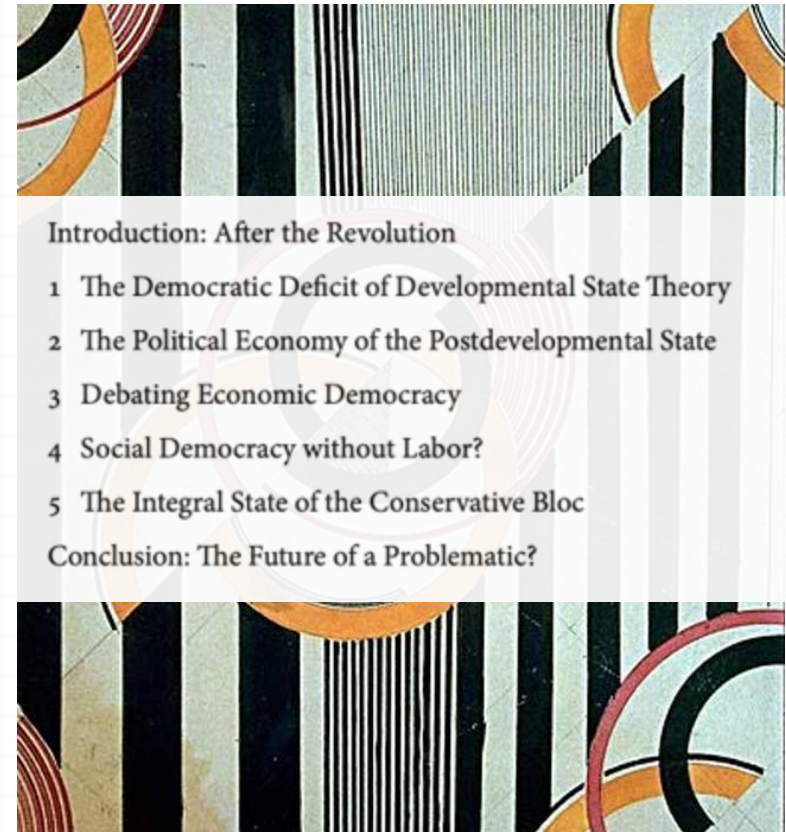 Introduction: After the Revolution
1 The Democratic Deficit of Developmental State Theory
2 The Political Economy of the Postdevelopmental State
3 Debating Economic Democracy
4 Social Democracy without Labor?
5 The Integral State of the Conservative Bloc
Conclusion: The Future of a Problematic?